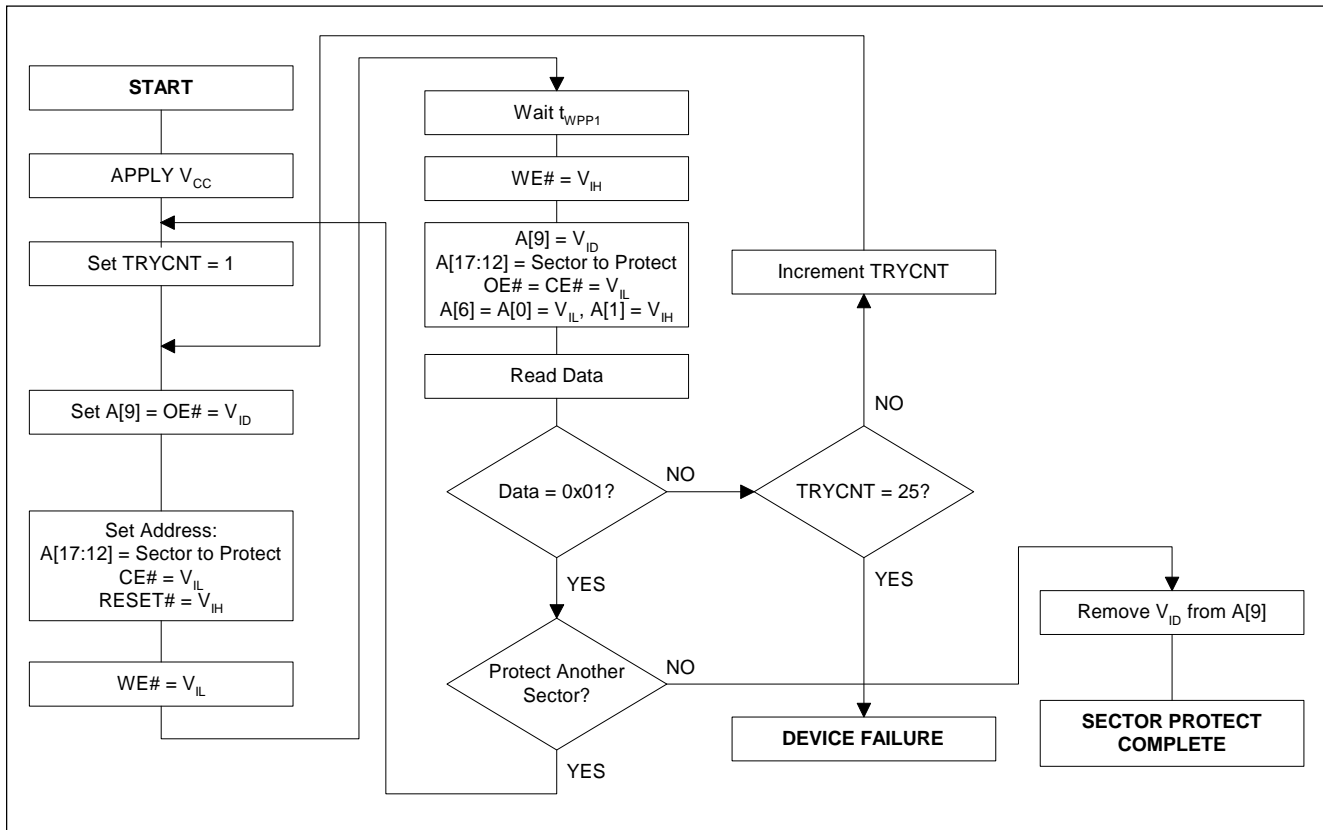 START
APPLY V_CC
Set TRYCNT = 1
Set A[9] = OE# = V_ID
Set Address:
A[17:12] = Sector to Protect
CE# = V_IL
RESET# = V_IH
WE# = V_IL
Wait t_WPP1
WE# = V_IH
A[9] = V_ID
A[17:12] = Sector to Protect
OE# = CE# = V_IL
A[6] = A[0] = V_IL, A[1] = V_IH
Read Data
Data = 0x01?
NO
YES
Protect Another
Sector?
NO
YES
Increment TRYCNT
NO
TRYCNT = 25?
YES
DEVICE FAILURE
Remove V_ID from A[9]
SECTOR PROTECT
COMPLETE